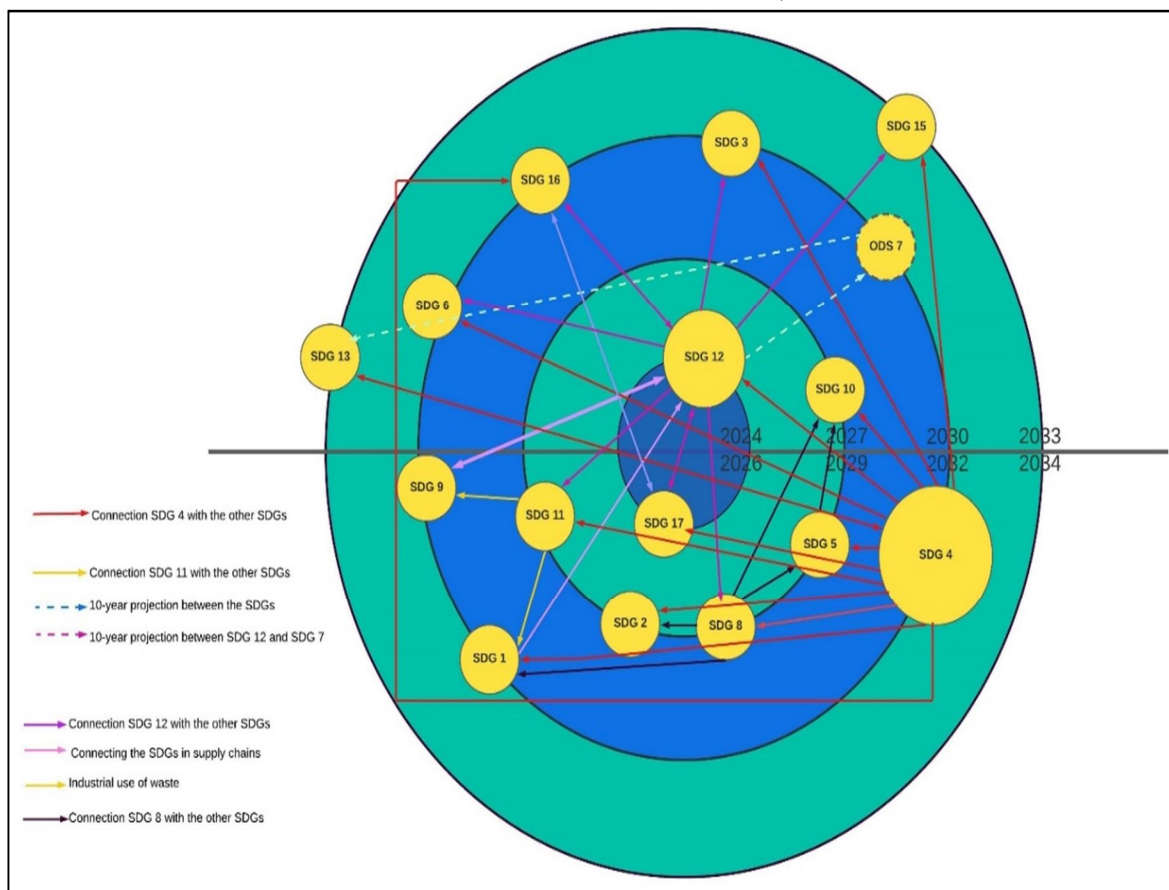 SDG 15
SDG 3
SDG 16
ODS 7
SDG 6
SDG 13
SDG 12
SDG 10
2024 2027 2030 2033
2026 2029 2032 2034
SDG 9
SDG 11
SDG 17
SDG 5
SDG 4
SDG 2
SDG 8
SDG 1
Connection SDG 4 with the other SDGs
Connection SDG 11 with the other SDGs
10-year projection between the SDGs
10-year projection between SDG 12 and SDG 7
Connection SDG 12 with the other SDGs
Connecting the SDGs in supply chains
Industrial use of waste
Connection SDG 8 with the other SDGs